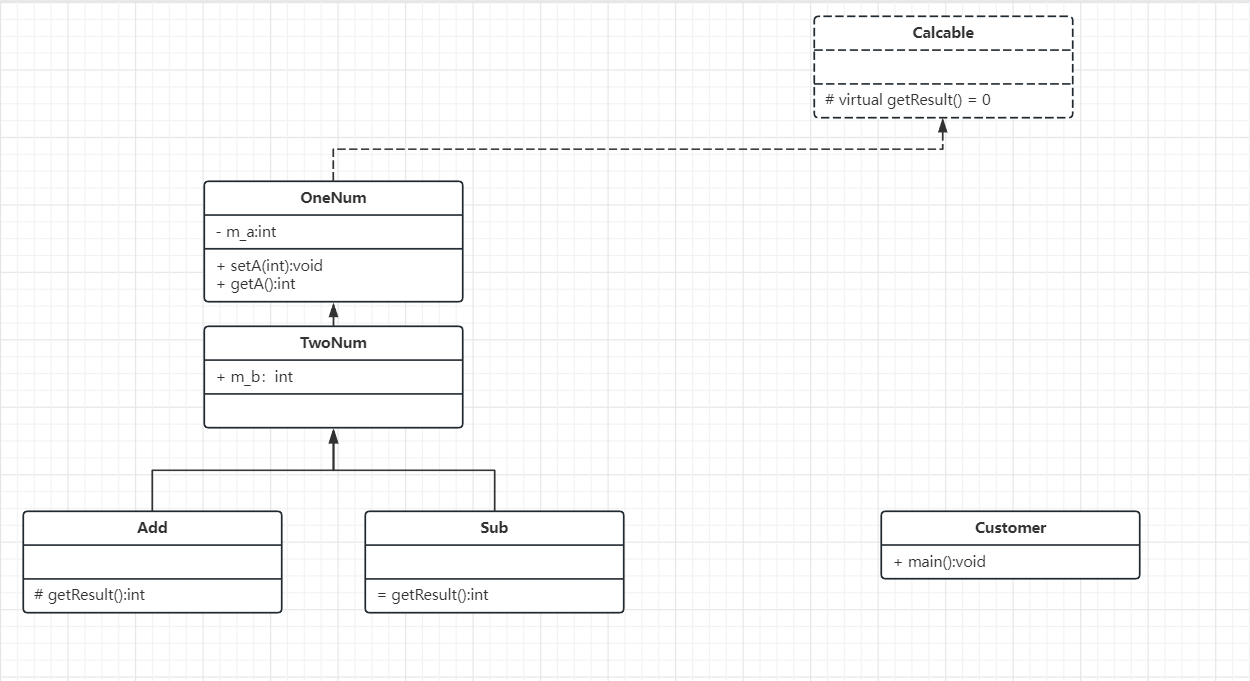 Calcable
# virtual getResult() = 0
OneNum
- m_a:int
+ setA(int):void
+ getA():int
TwoNum
+ m_b：int
Add
# getResult():int
Sub
= getResult():int
Customer
+ main():void